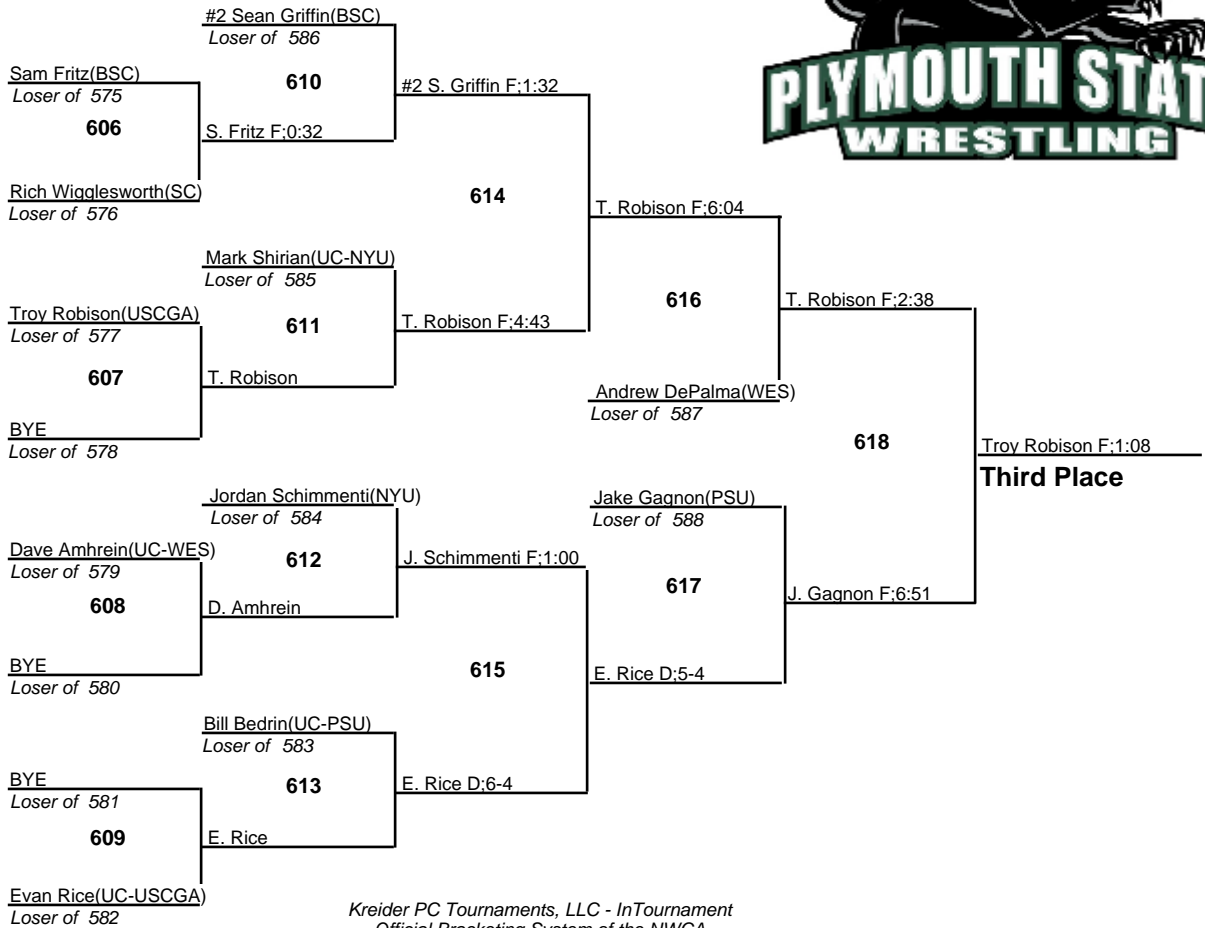 #2 Sean Griffin(BSC)
Loser of 586
Sam Fritz(BSC)
Loser of 575
610
#2 S. Griffin F;1:32
606
S. Fritz F;0:32
Rich Wigglesworth(SC)
Loser of 576
614
T. Robison F;6:04
Mark Shirian(UC-NYU)
Loser of 585
Troy Robison(USCGA)
Loser of 577
611
T. Robison F;4:43
616
T. Robison F;2:38
607
T. Robison
Andrew DePalma(WES)
Loser of 587
BYE
Loser of 578
618
Troy Robison F;1:08
Third Place
Jordan Schimmenti(NYU)
Loser of 584
Jake Gagnon(PSU)
Loser of 588
Dave Amhrein(UC-WES)
Loser of 579
612
J. Schimmenti F;1:00
617
J. Gagnon F;6:51
608
D. Amhrein
BYE
Loser of 580
615
E. Rice D;5-4
Bill Bedrin(UC-PSU)
Loser of 583
BYE
Loser of 581
613
E. Rice D;6-4
609
E. Rice
Evan Rice(UC-USCGA)
Loser of 582
Kreider PC Tournaments, LLC - InTournament
Official Bracketing System of the NWCA
PLYMOUTH STAT
WRESTLING